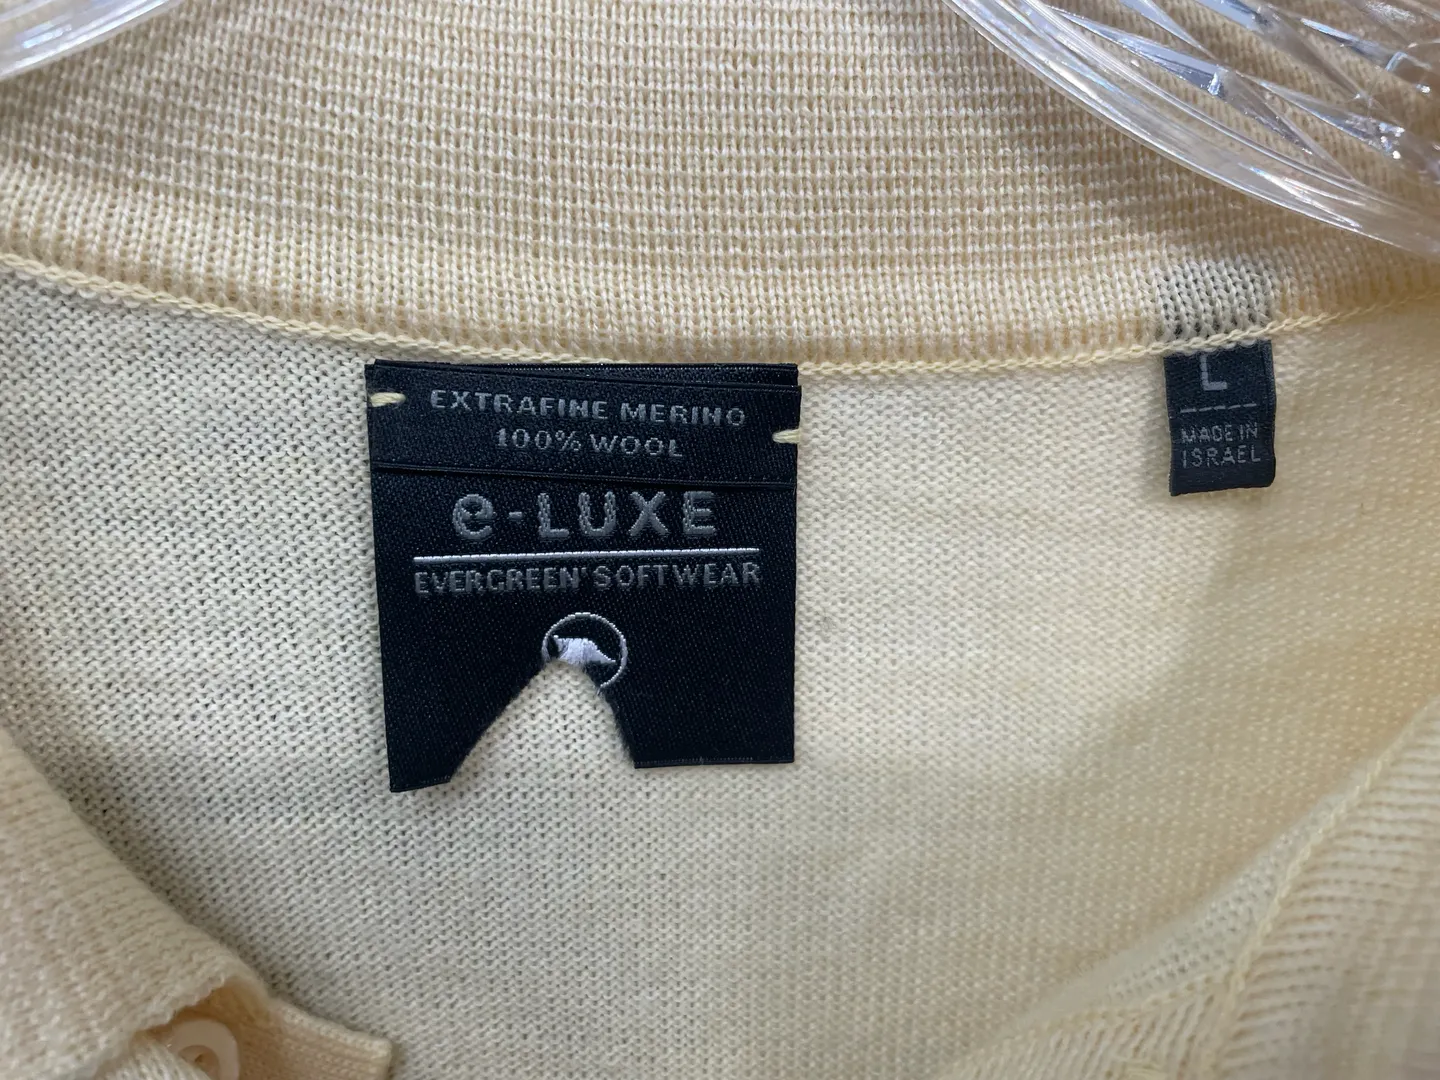 EXTRAFINE MERINO
100% WOOL
e-LUXE
EVERGREEN' SOFTWEAR
L
MADE IN
ISRAEL